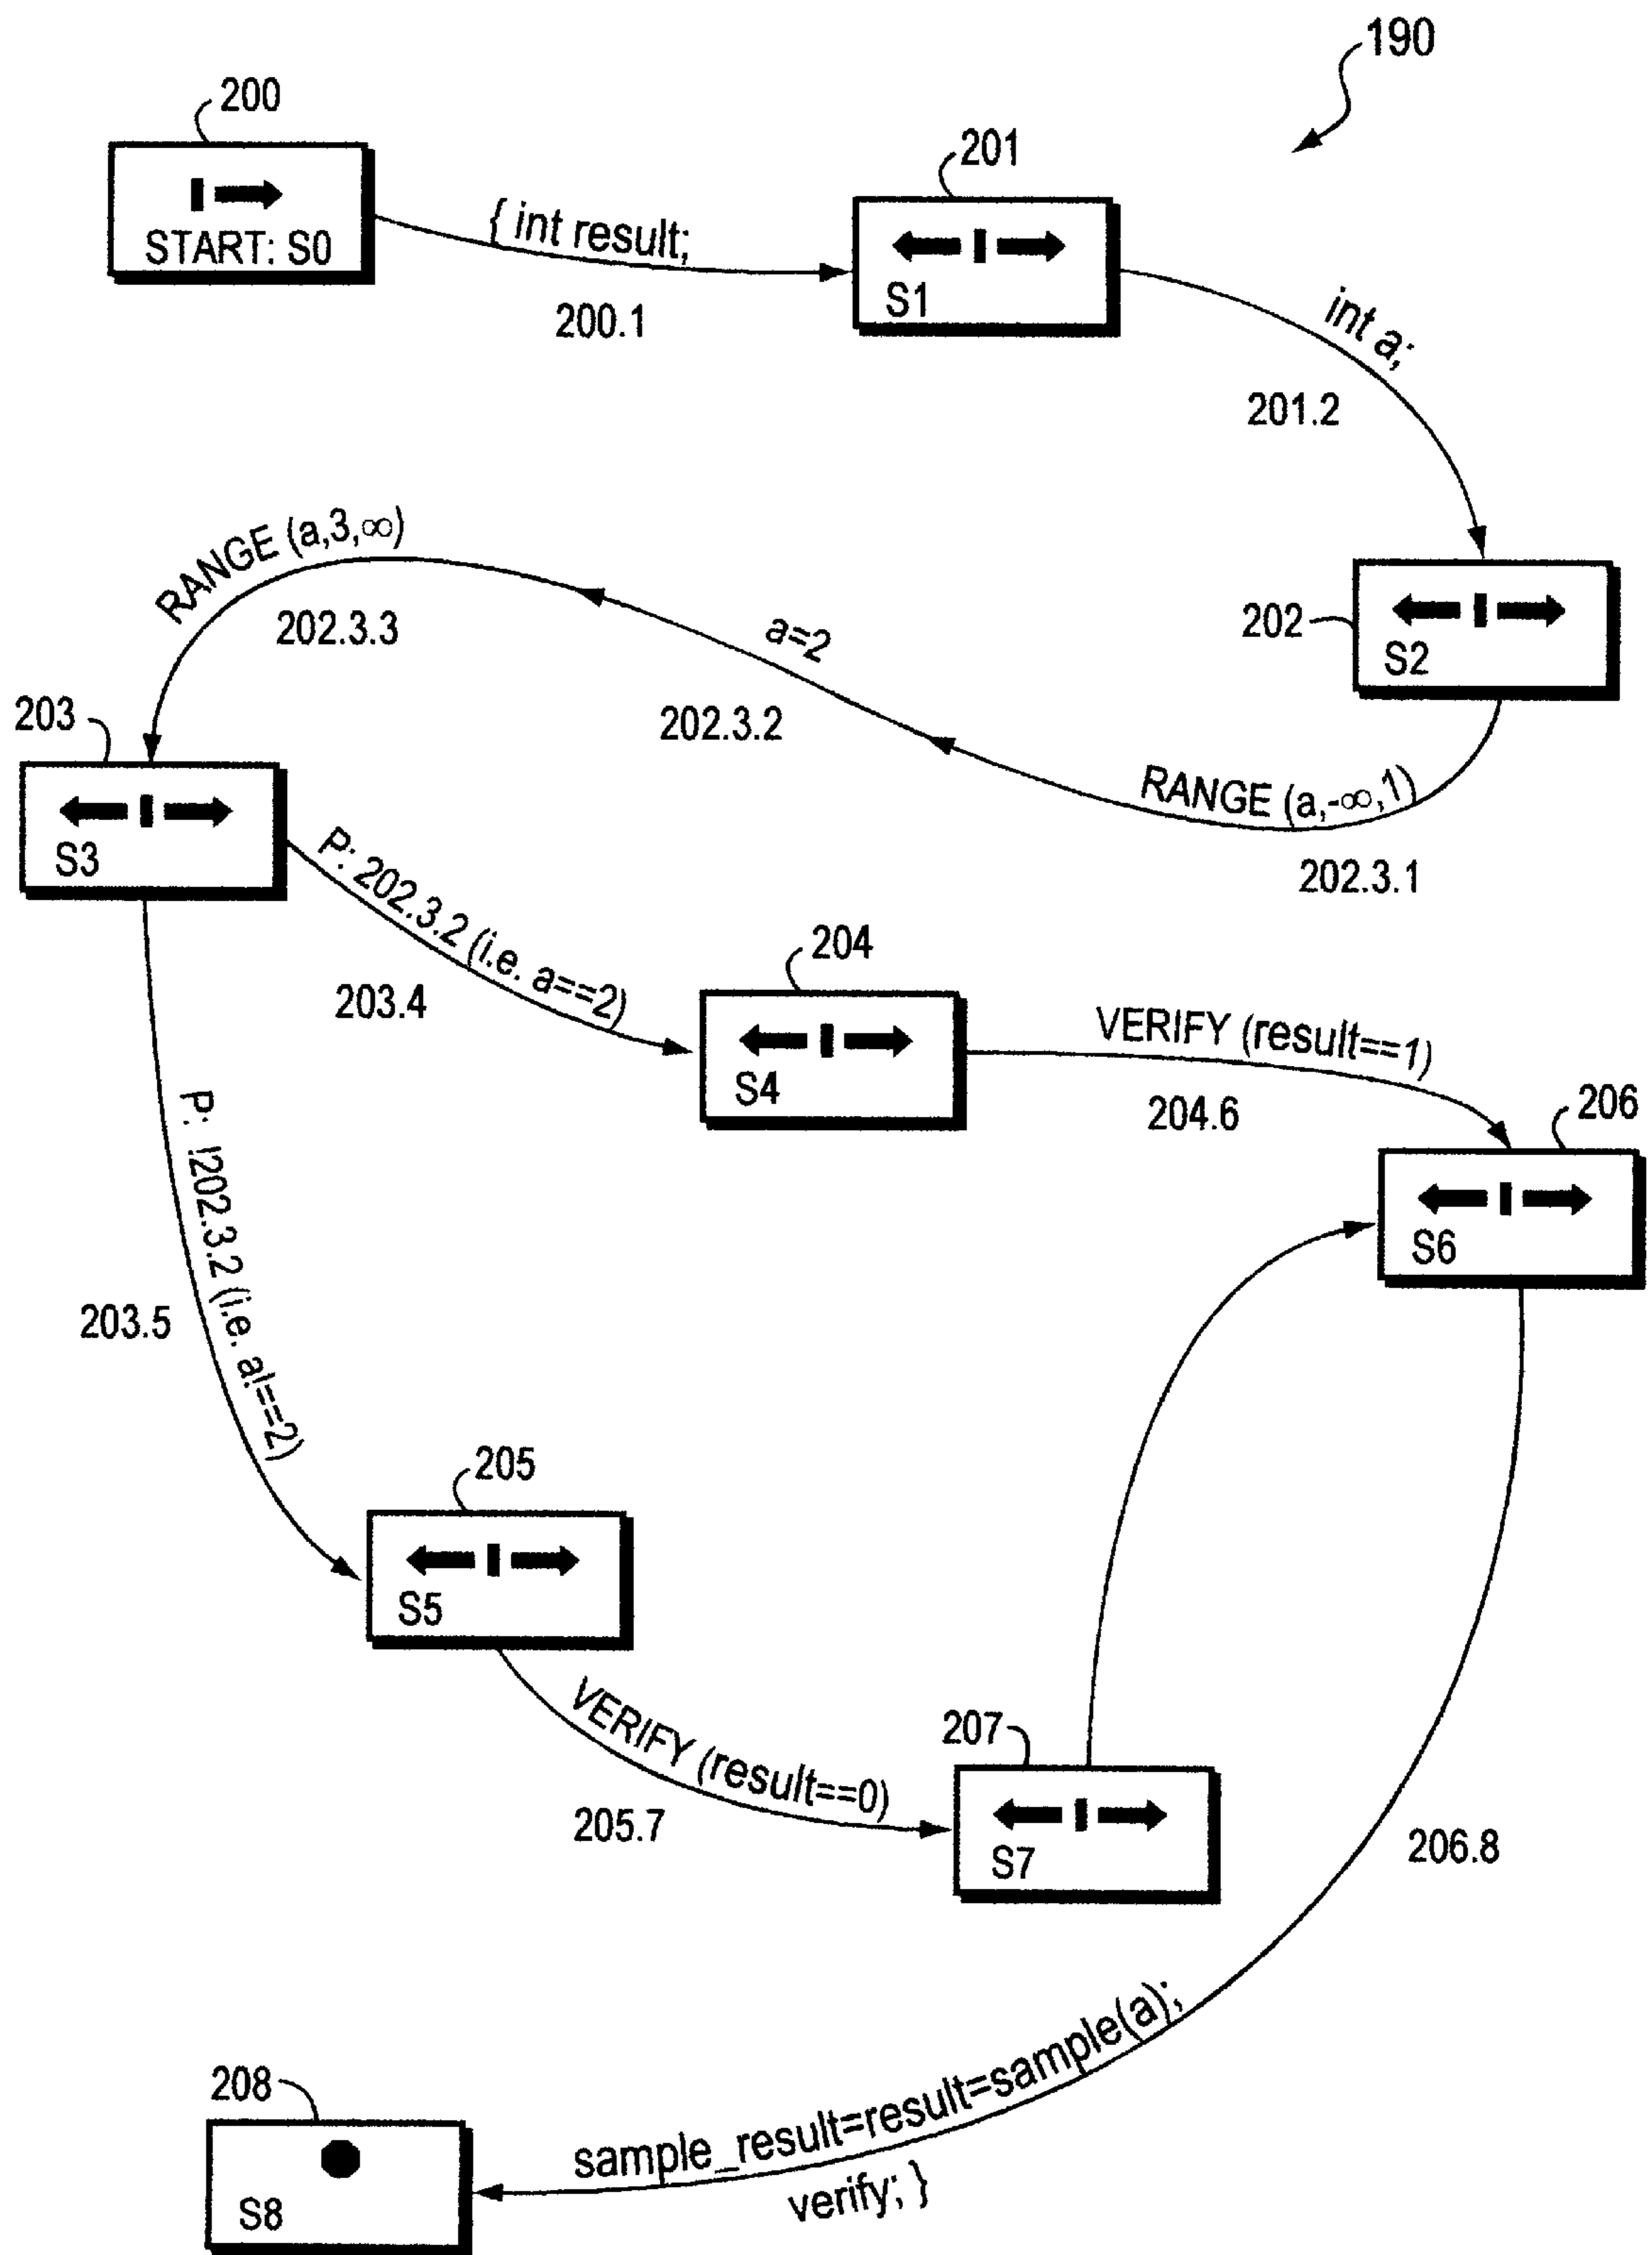 190
200
START: S0
{ int result;
200.1
201
S1
int a;
201.2
202
S2
RANGE (a,-∞,1)
202.3.1
a=2
202.3.2
RANGE (a,3,∞)
202.3.3
203
S3
P: 202.3.2 (i.e. a==2)
203.4
204
S4
VERIFY (result==1)
204.6
206
S6
P: !202.3.2 (i.e. a!==2)
203.5
205
S5
VERIFY (result==0)
205.7
207
S7
206.8
sample_result=result=sample(a);
verify; }
208
S8